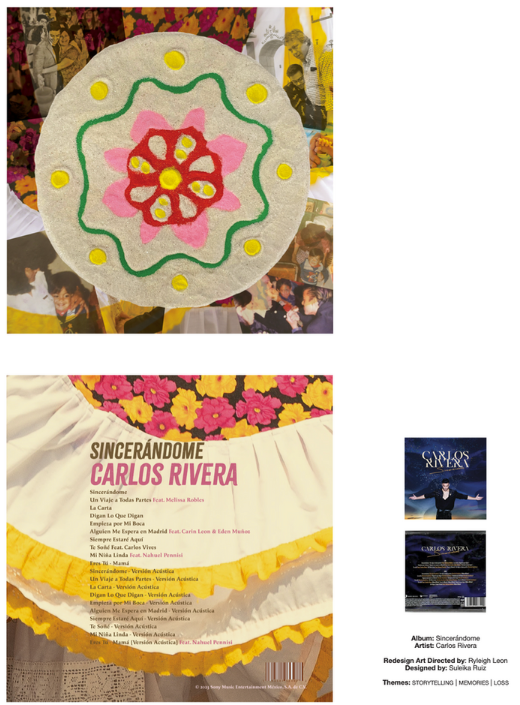 SINCERÁNDOME
CARLOS RIVERA
Sincerándome
Un Viaje a Todas Partes Feat. Melissa Robles
La Carta
Digan Lo Que Digan
Empieza por Mi Boca
Alguien Me Espera en Madrid Feat. Carin Leon & Edén Muñoz
Siempre Estaré Aquí
Te Soñé Feat. Carlos Vives
Mi Niña Linda Feat. Nahuel Pennisi
Eres Tú - Mamá
Sincerándome - Versión Acústica
Un Viaje a Todas Partes - Versión Acústica
La Carta - Versión Acústica
Digan Lo Que Digan - Versión Acústica
Empieza por Mi Boca - Versión Acústica
Alguien Me Espera en Madrid - Versión Acústica
Siempre Estaré Aquí - Versión Acústica
Te Soñé - Versión Acústica
Mi Niña Linda - Versión Acústica
Eres Tú - Mamá (Versión Acústica) Feat. Nahuel Pennisi
© 2023 Sony Music Entertainment México, S.A. de C.V.
CARLOS
RIVERA
CARLOS RIVERA
Album: Sincerándome
Artist: Carlos Rivera
Redesign Art Directed by: Ryleigh Leon
Designed by: Suleika Ruiz
Themes: STORYTELLING | MEMORIES | LOSS